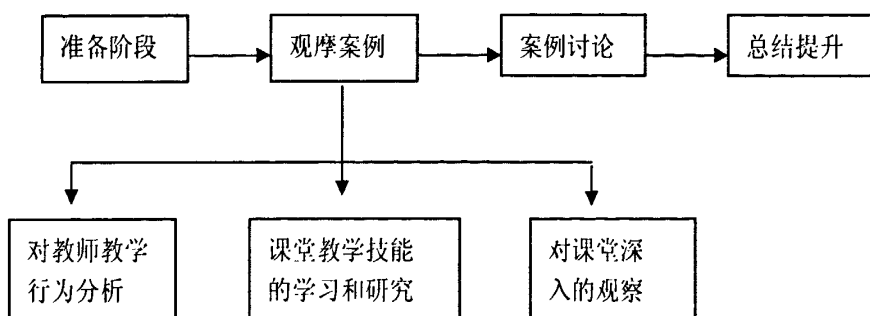 准备阶段
观摩案例
案例讨论
总结提升
对教师教学
行为分析
课堂教学技能
的学习和研究
对课堂深
入的观察